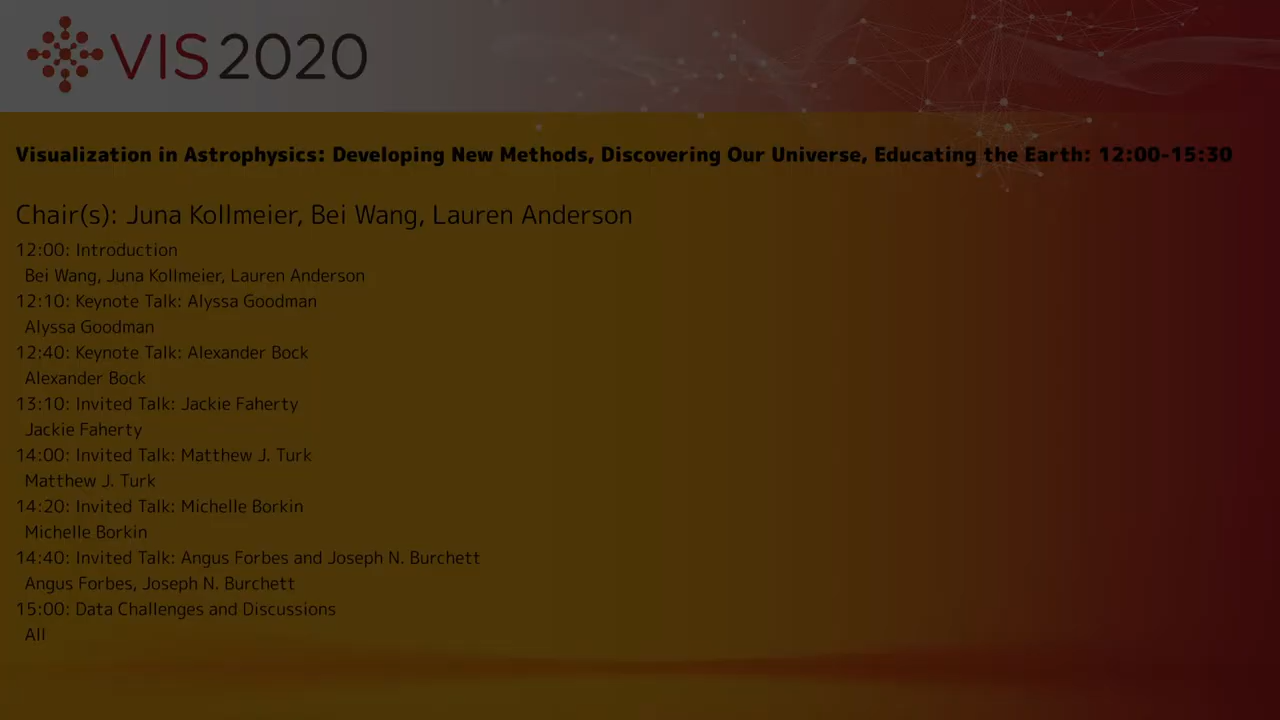 VIS2020
Visualization in Astrophysics: Developing New Methods, Discovering Our Universe, Educating the Earth: 12:00-15:30
Chair(s): Juna Kollmeier, Bei Wang, Lauren Anderson
12:00: Introduction
Bei Wang, Juna Kollmeier, Lauren Anderson
12:10: Keynote Talk: Alyssa Goodman
Alyssa Goodman
12:40: Keynote Talk: Alexander Bock
Alexander Bock
13:10: Invited Talk: Jackie Faherty
Jackie Faherty
14:00: Invited Talk: Matthew J. Turk
Matthew J. Turk
14:20: Invited Talk: Michelle Borkin
Michelle Borkin
14:40: Invited Talk: Angus Forbes and Joseph N. Burchett
Angus Forbes, Joseph N. Burchett
15:00: Data Challenges and Discussions
All